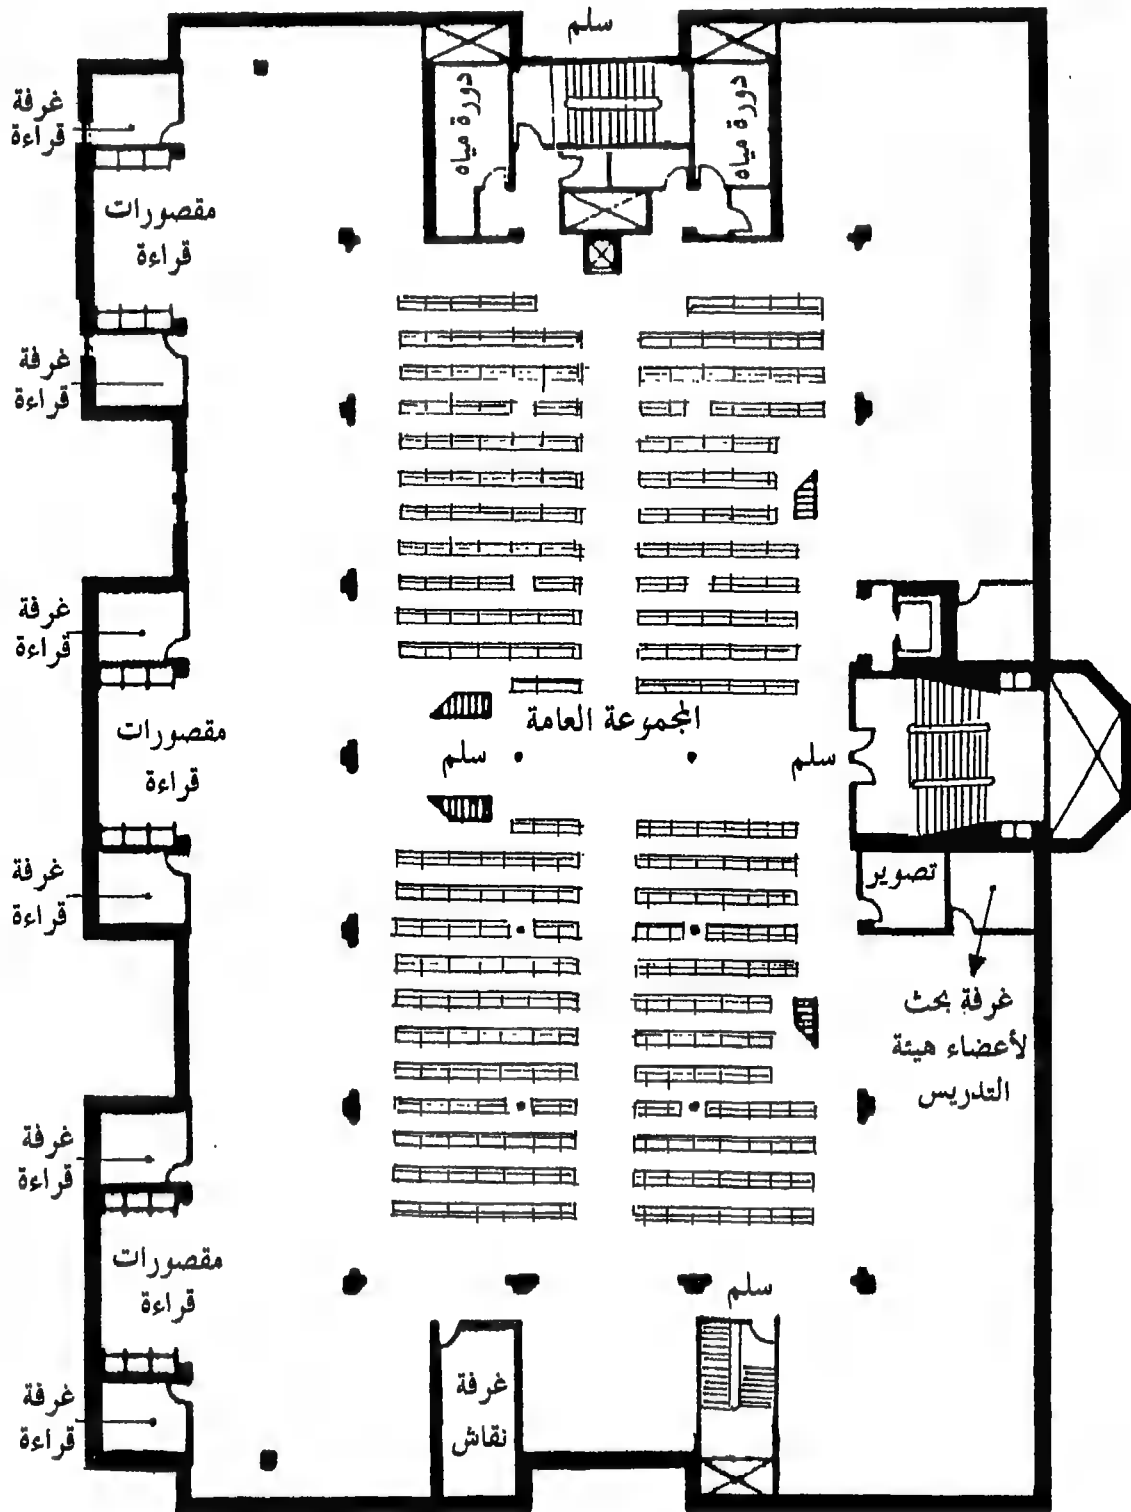 سلم
دورة مياه
دورة مياه
غرفة
قراءة
مقصورات
قراءة
غرفة
قراءة
غرفة
قراءة
المجموعة العامة
مقصورات
قراءة
سلم
سلم
غرفة
قراءة
تصوير
غرفة بحث
لأعضاء هيئة
التدريس
غرفة
قراءة
مقصورات
قراءة
سلم
غرفة
قراءة
غرفة
نقاش